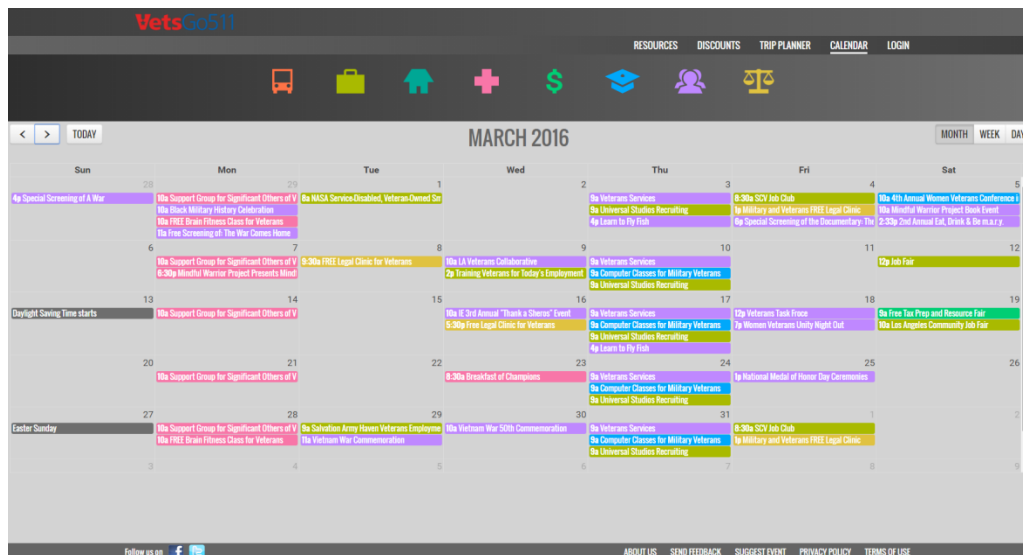 VetsGo511
RESOURCES DISCOUNTS TRIP PLANNER CALENDAR LOGIN
< > TODAY MARCH 2016 MONTH WEEK DAY
Sun Mon Tue Wed Thu Fri Sat
28 29 1 2 3 4 5
4p Special Screening of A War
10a Support Group for Significant Others of V
10a Black Military History Celebration
10a FREE Brain Fitness Class for Veterans
11a Free Screening of: The War Comes Home
8a NASA Service-Disabled, Veteran-Owned Sm
9a Veterans Services
9a Universal Studios Recruiting
4p Learn to Fly Fish
8:30a SCV Job Club
1p Military and Veterans FREE Legal Clinic
6p Special Screening of the Documentary: The
10a 4th Annual Women Veterans Conference i
10a Mindful Warrior Project Book Event
2:33p 2nd Annual Eat, Drink & Be m.a.r.y.
6 7 8 9 10 11 12
10a Support Group for Significant Others of V
6:30p Mindful Warrior Project Presents Mind
9:30a FREE Legal Clinic for Veterans
10a LA Veterans Collaborative
2p Training Veterans for Today's Employment
9a Veterans Services
9a Computer Classes for Military Veterans
9a Universal Studios Recruiting
12p Job Fair
13 14 15 16 17 18 19
Daylight Saving Time starts
10a Support Group for Significant Others of V
10a IE 3rd Annual "Thank a Sheros" Event
5:30p Free Legal Clinic for Veterans
9a Veterans Services
9a Computer Classes for Military Veterans
9a Universal Studios Recruiting
4p Learn to Fly Fish
12p Veterans Task Froce
7p Women Veterans Unity Night Out
9a Free Tax Prep and Resource Fair
10a Los Angeles Community Job Fair
20 21 22 23 24 25 26
10a Support Group for Significant Others of V
8:30a Breakfast of Champions
9a Veterans Services
9a Computer Classes for Military Veterans
9a Universal Studios Recruiting
1p National Medal of Honor Day Ceremonies
27 28 29 30 31 1 2
Easter Sunday
10a Support Group for Significant Others of V
10a FREE Brain Fitness Class for Veterans
9a Salvation Army Haven Veterans Employme
11a Vietnam War Commemoration
10a Vietnam War 50th Commemoration
9a Veterans Services
9a Computer Classes for Military Veterans
9a Universal Studios Recruiting
8:30a SCV Job Club
1p Military and Veterans FREE Legal Clinic
3 4 5 6 7 8 9
Follow us on ABOUT US SEND FEEDBACK SUGGEST EVENT PRIVACY POLICY TERMS OF USE